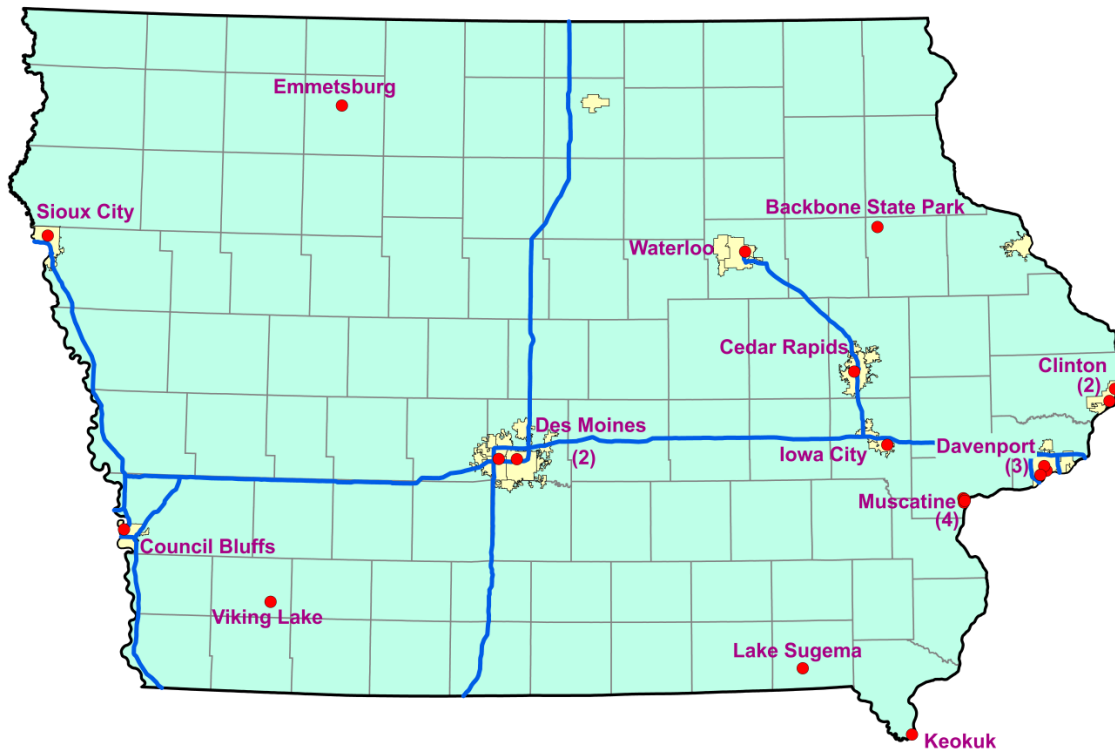 Emmetsburg
Sioux City
Backbone State Park
Waterloo
Cedar Rapids
Clinton
(2)
Des Moines
(2)
Iowa City
Davenport
(3)
Muscatine
(4)
Council Bluffs
Viking Lake
Lake Sugema
Keokuk